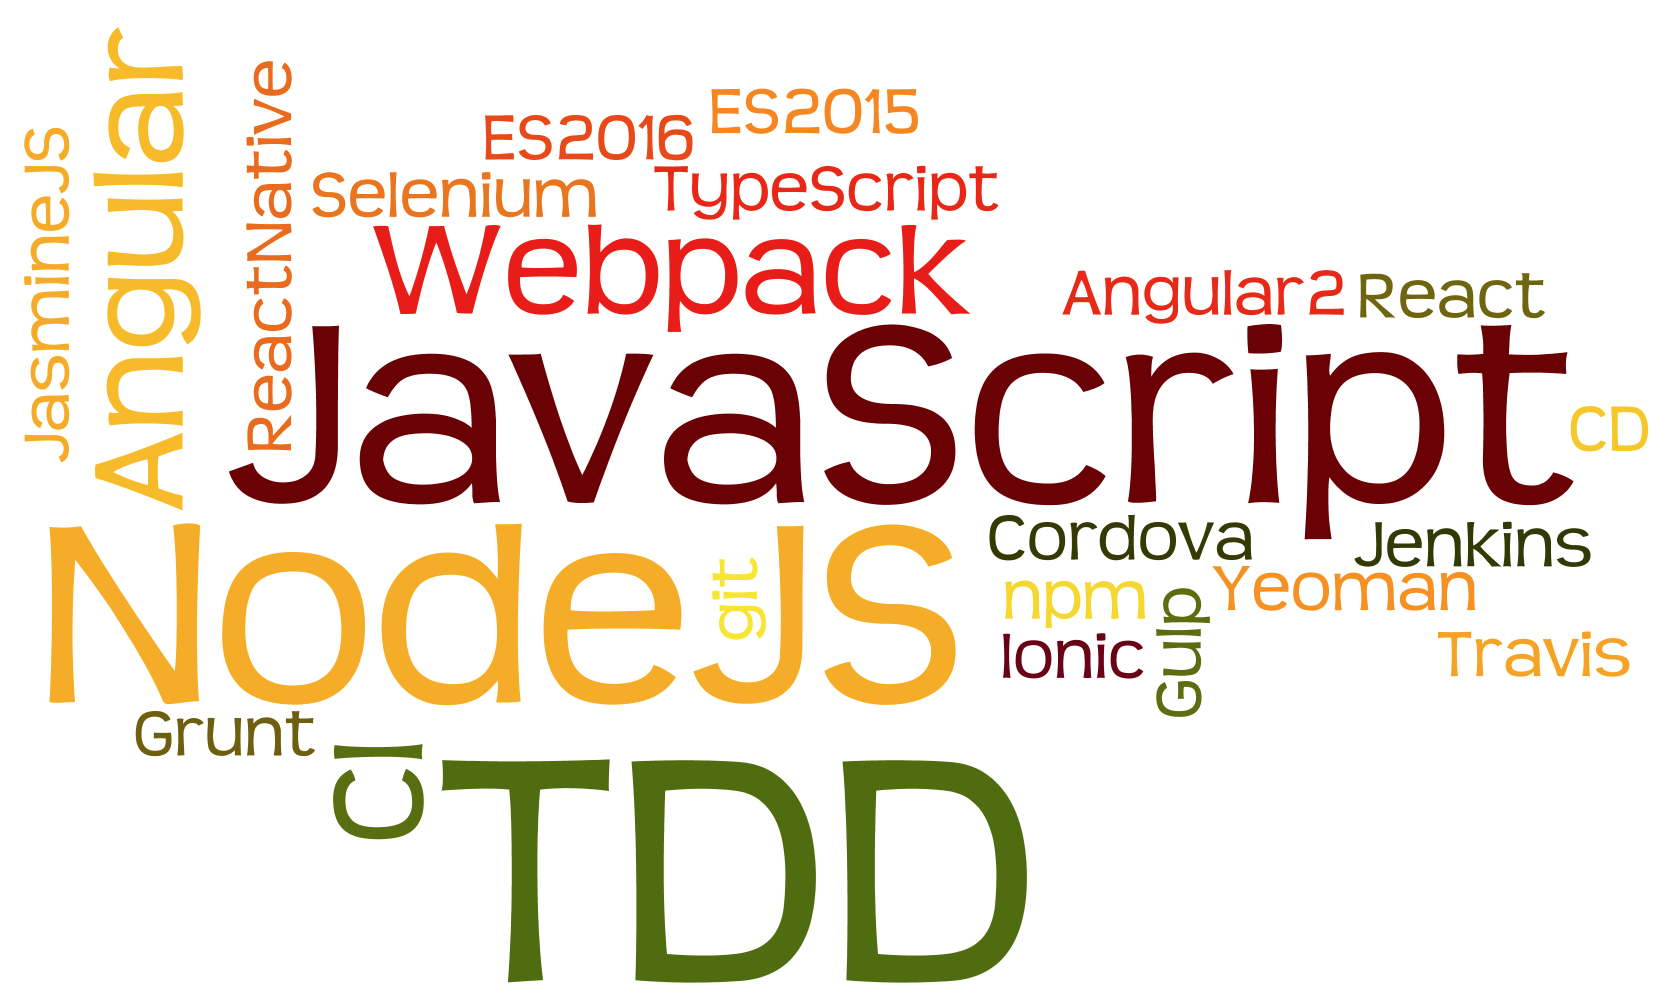 JasmineJS
Angular
ReactNative
ES2016
ES2015
Selenium
TypeScript
Webpack
Angular2
React
JavaScript
CD
NodeJS
git
Cordova
Jenkins
npm
Yeoman
Ionic
Gulp
Travis
Grunt
CI
TDD